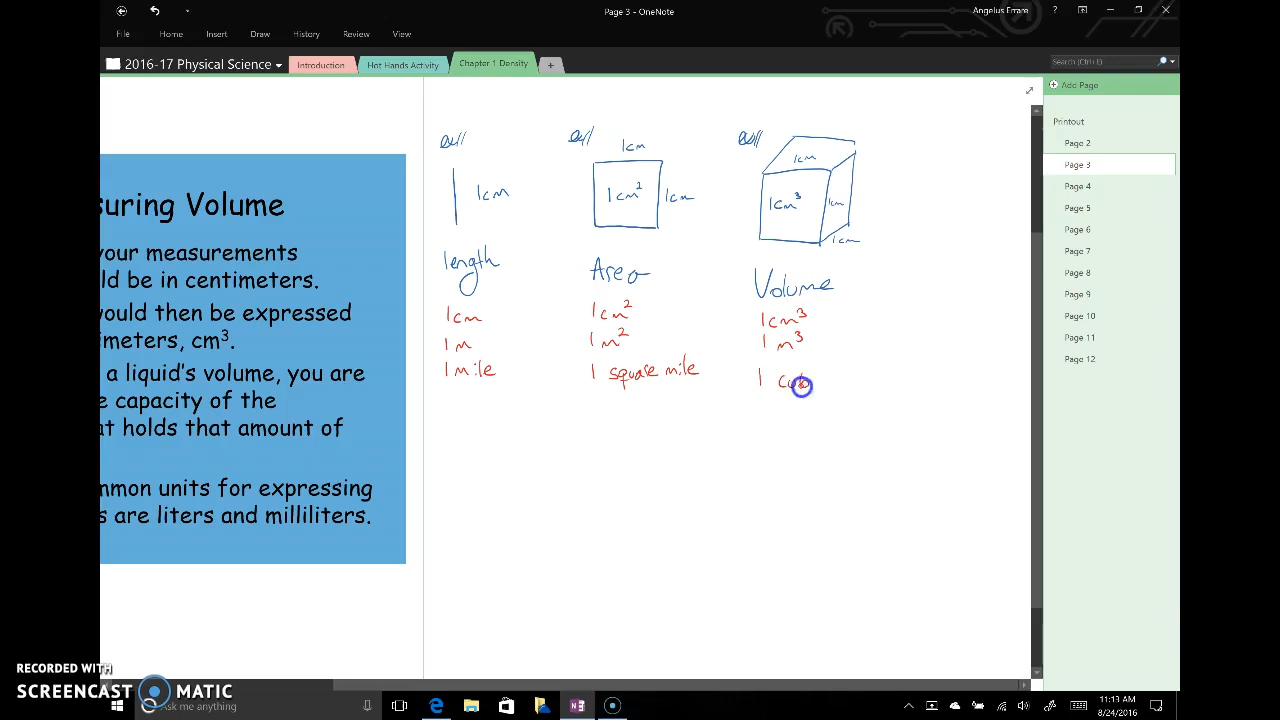 Page 3 - OneNote
Angelus Errare
?
File Home Insert Draw History Review View
2016-17 Physical Science
Introduction
Hot Hands Activity
Chapter 1 Density
+
Search (Ctrl+E)
Add Page
Printout
Page 2
Page 3
Page 4
Page 5
Page 6
Page 7
Page 8
Page 9
Page 10
Page 11
Page 12
suring Volume
your measurements
ld be in centimeters.
ould then be expressed
imeters, cm³.
a liquid's volume, you are
e capacity of the
at holds that amount of
mmon units for expressing
s are liters and milliliters.
1cm
1cm
1cm²
1cm
1cm
1cm³
1cm
1cm
length
Area
Volume
1cm
1cm²
1cm³
1m
1m²
1m³
1mile
1 square mile
1 cub
RECORDED WITH
SCREENCAST MATIC
Ask me anything
11:13 AM
8/24/2016